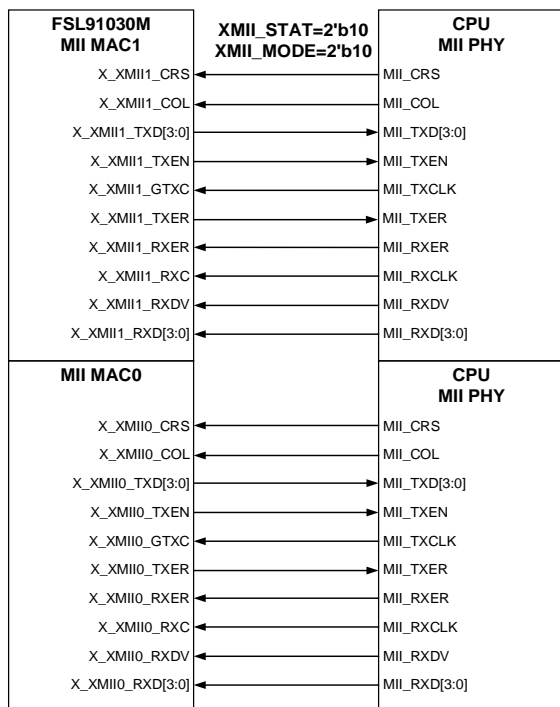 FSL91030M
MII MAC1
XMII_STAT=2'b10
XMII_MODE=2'b10
CPU
MII PHY
X_XMII1_CRS MII_CRS
X_XMII1_COL MII_COL
X_XMII1_TXD[3:0] MII_TXD[3:0]
X_XMII1_TXEN MII_TXEN
X_XMII1_GTXC MII_TXCLK
X_XMII1_TXER MII_TXER
X_XMII1_RXER MII_RXER
X_XMII1_RXC MII_RXCLK
X_XMII1_RXDV MII_RXDV
X_XMII1_RXD[3:0] MII_RXD[3:0]
MII MAC0
CPU
MII PHY
X_XMII0_CRS MII_CRS
X_XMII0_COL MII_COL
X_XMII0_TXD[3:0] MII_TXD[3:0]
X_XMII0_TXEN MII_TXEN
X_XMII0_GTXC MII_TXCLK
X_XMII0_TXER MII_TXER
X_XMII0_RXER MII_RXER
X_XMII0_RXC MII_RXCLK
X_XMII0_RXDV MII_RXDV
X_XMII0_RXD[3:0] MII_RXD[3:0]